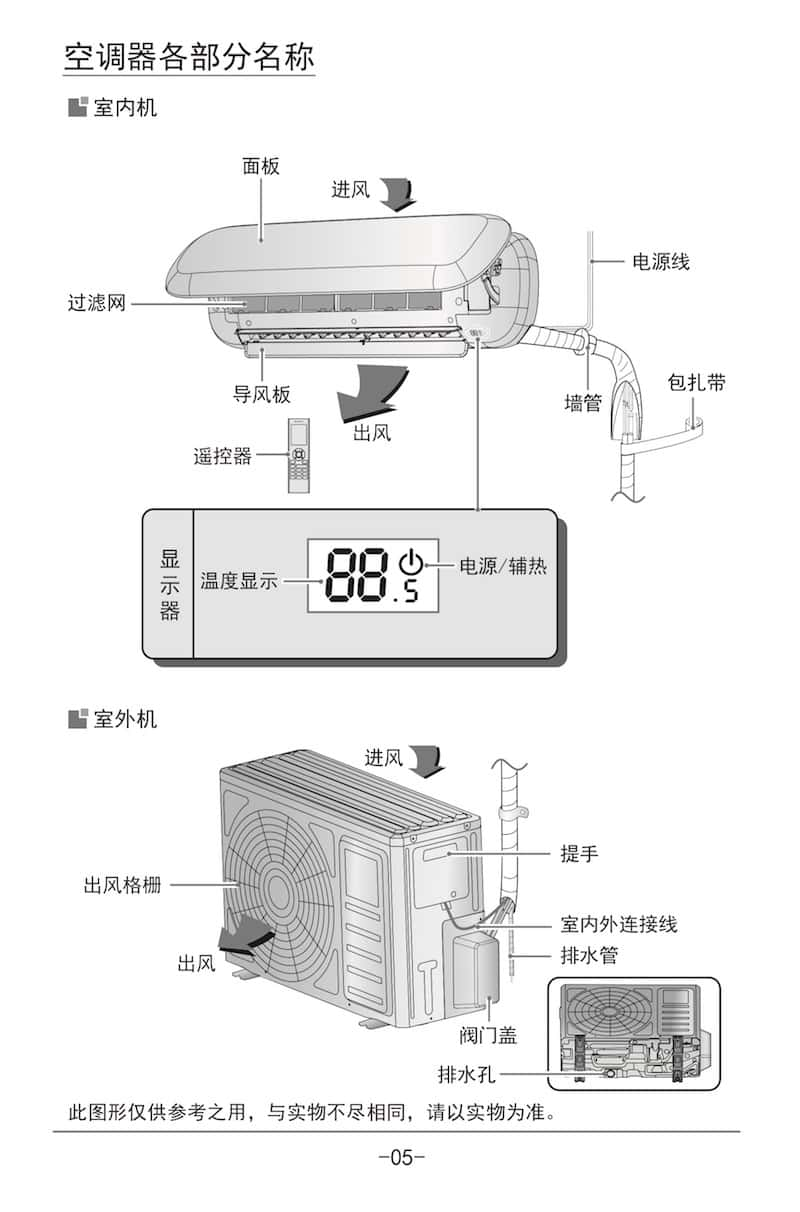 空调器各部分名称
室内机
面板
进风
电源线
过滤网
导风板
墙管
包扎带
出风
遥控器
显示器
温度显示
88.5
电源/辅热
室外机
进风
提手
出风格栅
室内外连接线
出风
排水管
阀门盖
排水孔
此图形仅供参考之用，与实物不尽相同，请以实物为准。
-05-